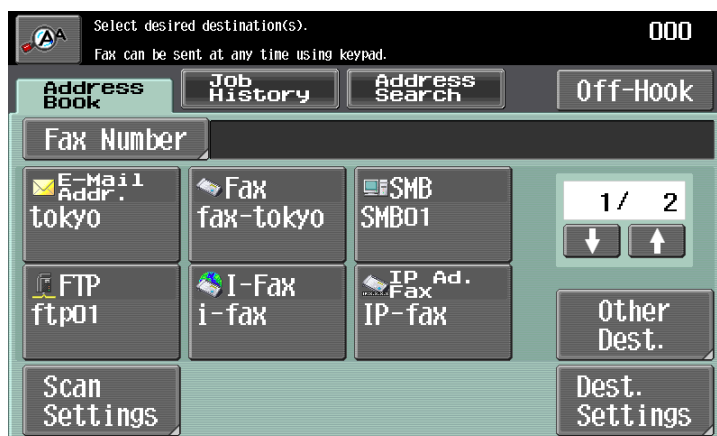 Select desired destination(s).
000
Fax can be sent at any time using keypad.
Address
Book
Job
History
Address
Search
Off-Hook
Fax Number
E-Mail
Addr.
tokyo
Fax
fax-tokyo
SMB
SMB01
1/ 2
FTP
ftp01
I-Fax
i-fax
IP Ad.
Fax
IP-fax
Other
Dest.
Scan
Settings
Dest.
Settings